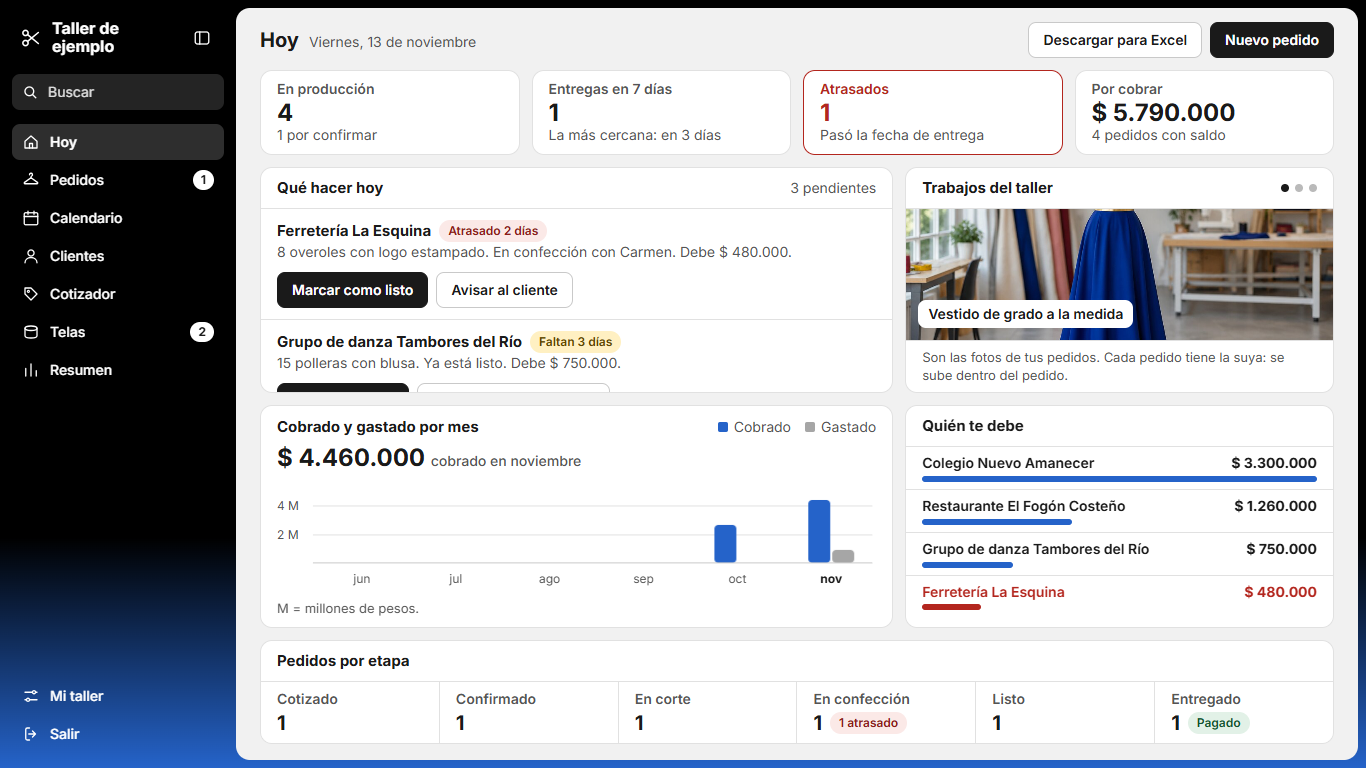 Taller de
ejemplo
Buscar
Hoy
Pedidos 1
Calendario
Clientes
Cotizador
Telas 2
Resumen
Mi taller
Salir
Hoy Viernes, 13 de noviembre
Descargar para Excel
Nuevo pedido
En producción
4
1 por confirmar
Entregas en 7 días
1
La más cercana: en 3 días
Atrasados
1
Pasó la fecha de entrega
Por cobrar
$ 5.790.000
4 pedidos con saldo
Qué hacer hoy 3 pendientes
Ferretería La Esquina Atrasado 2 días
8 overoles con logo estampado. En confección con Carmen. Debe $ 480.000.
Marcar como listo Avisar al cliente
Grupo de danza Tambores del Río Faltan 3 días
15 polleras con blusa. Ya está listo. Debe $ 750.000.
Trabajos del taller
Vestido de grado a la medida
Son las fotos de tus pedidos. Cada pedido tiene la suya: se
sube dentro del pedido.
Cobrado y gastado por mes Cobrado Gastado
$ 4.460.000 cobrado en noviembre
4 M
2 M
jun jul ago sep oct nov
M = millones de pesos.
Quién te debe
Colegio Nuevo Amanecer $ 3.300.000
Restaurante El Fogón Costeño $ 1.260.000
Grupo de danza Tambores del Río $ 750.000
Ferretería La Esquina $ 480.000
Pedidos por etapa
Cotizado
1
Confirmado
1
En corte
1
En confección
1 1 atrasado
Listo
1
Entregado
1 Pagado